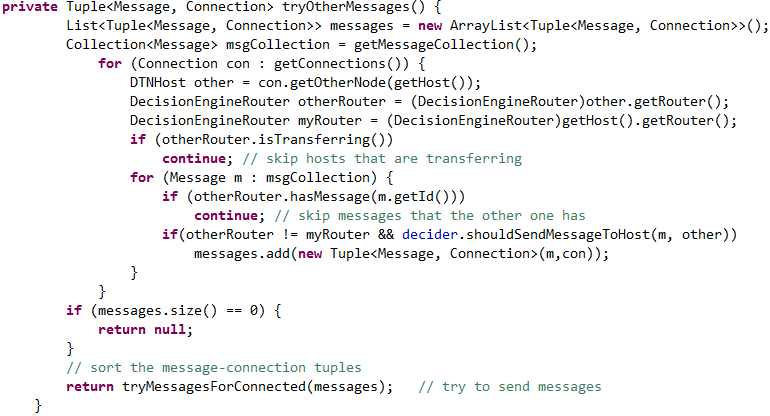 private Tuple<Message, Connection> tryOtherMessages() {
        List<Tuple<Message, Connection>> messages = new ArrayList<Tuple<Message, Connection>>();
        Collection<Message> msgCollection = getMessageCollection();
            for (Connection con : getConnections()) {
                DTNHost other = con.getOtherNode(getHost());
                DecisionEngineRouter otherRouter = (DecisionEngineRouter)other.getRouter();
                DecisionEngineRouter myRouter = (DecisionEngineRouter)getHost().getRouter();
                if (otherRouter.isTransferring())
                    continue; // skip hosts that are transferring
                for (Message m : msgCollection) {
                    if (otherRouter.hasMessage(m.getId()))
                        continue; // skip messages that the other one has
                    if(otherRouter != myRouter && decider.shouldSendMessageToHost(m, other))
                        messages.add(new Tuple<Message, Connection>(m,con));
                }
            }
        if (messages.size() == 0) {
            return null;
        }
        // sort the message-connection tuples
        return tryMessagesForConnected(messages);   // try to send messages
    }